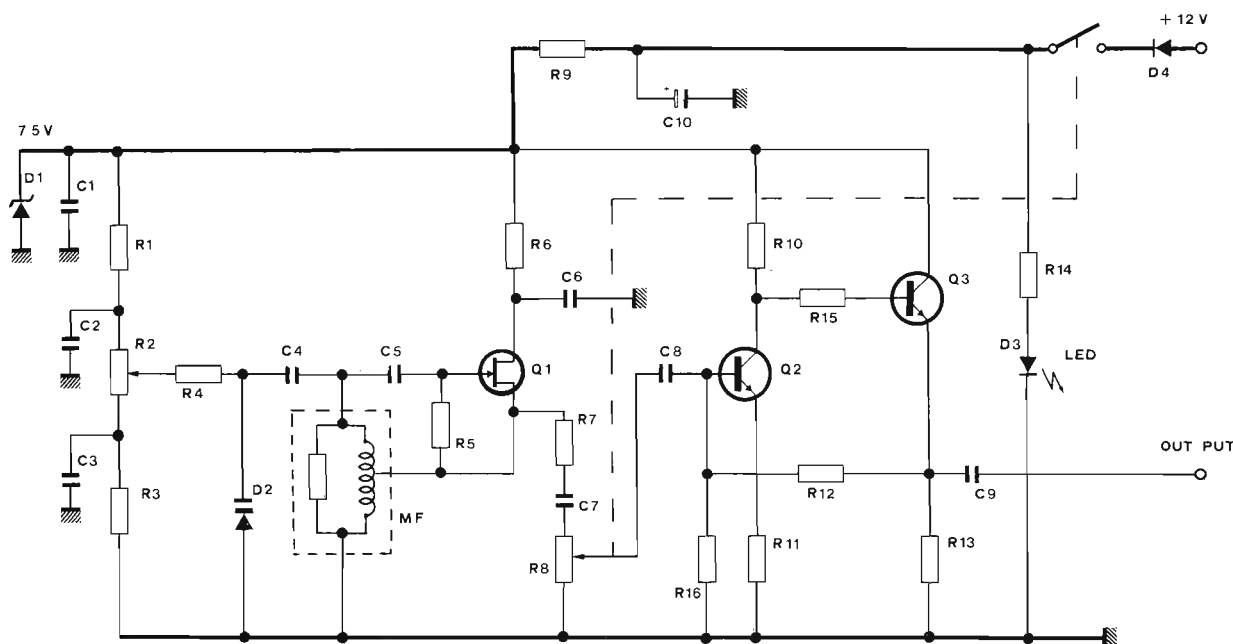 + 12 V
R9
D4
C10
7 5 V
D1
C1
R1
R6
R10
C6
Q3
R14
R15
C2
R2
C4
C5
Q1
C8
Q2
D3
LED
R4
R7
R5
OUT PUT
C3
R3
D2
R12
C9
C7
MF
R8
R11
R13
R16